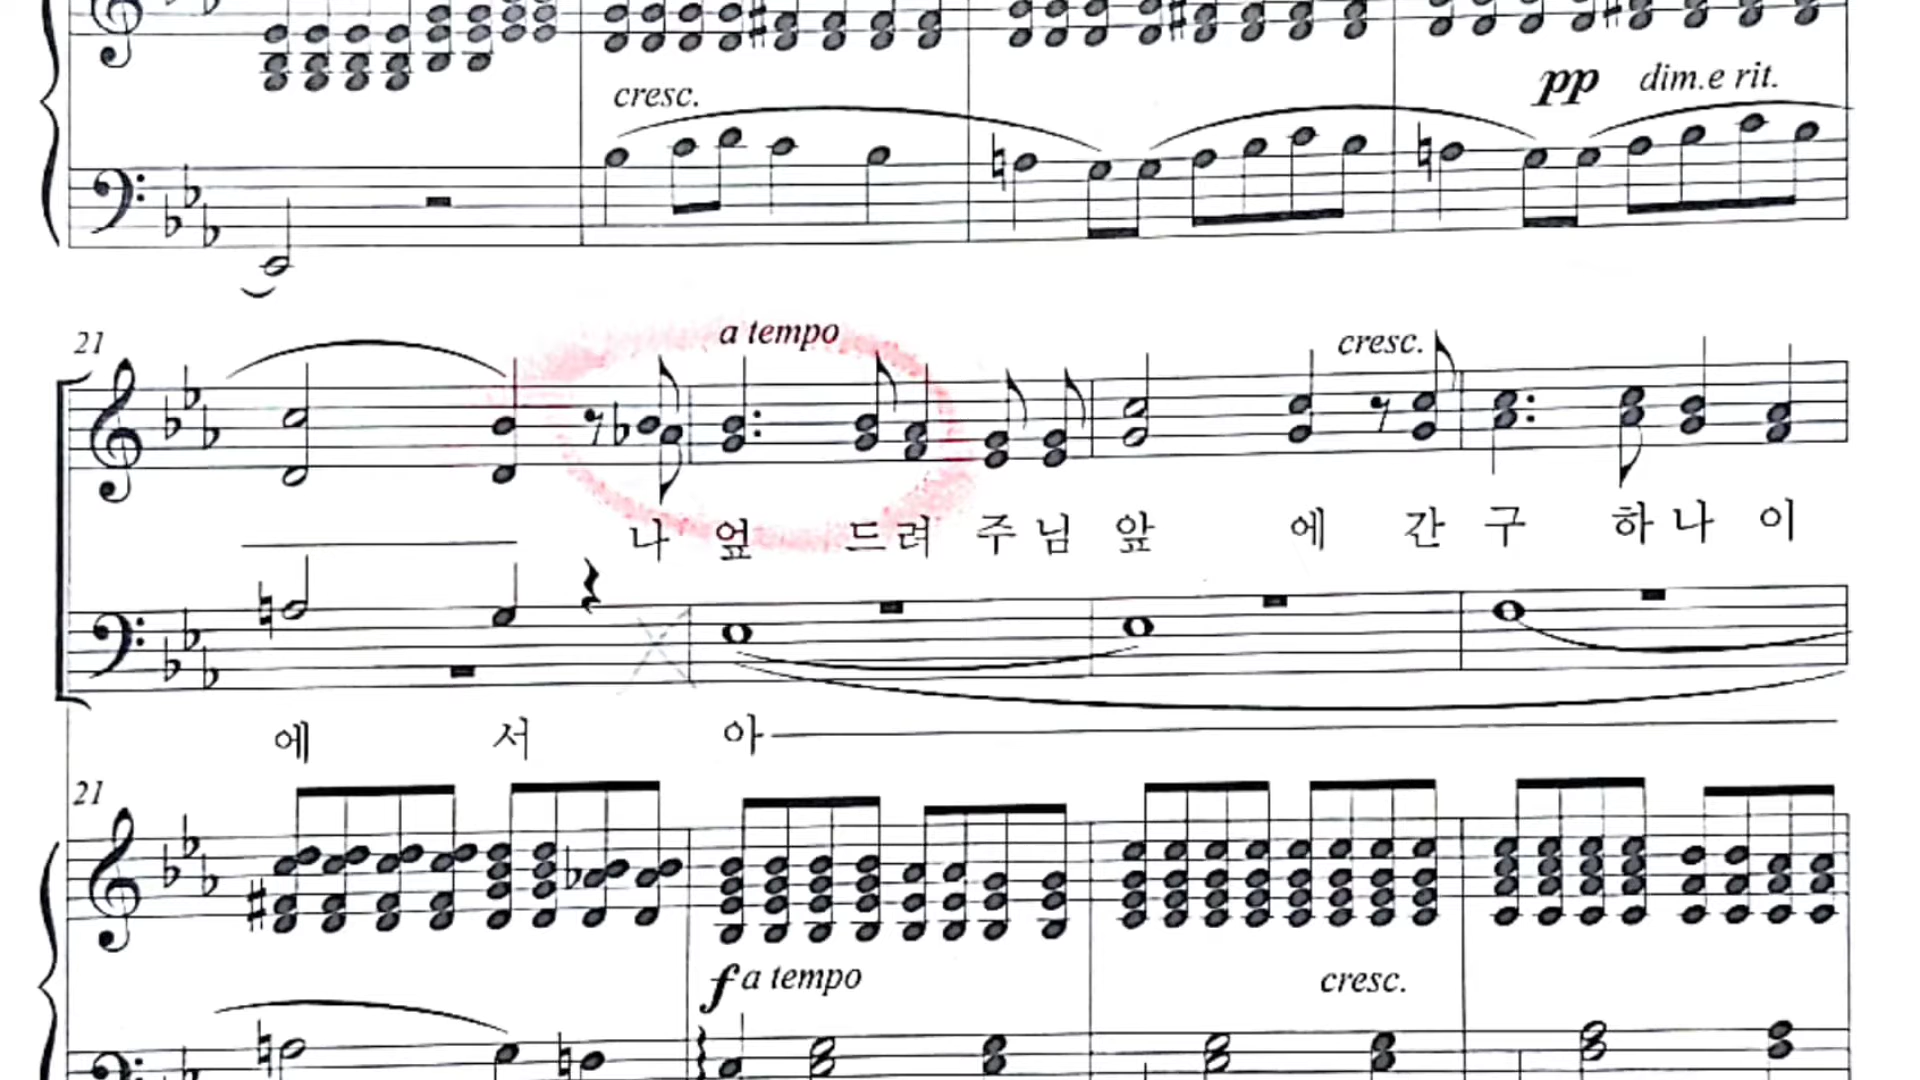 cresc.
pp dim.e rit.
21
a tempo
cresc.
나 엎 드 려 주 님 앞 에 간 구 하 나 이
에 서 아
21
f a tempo
cresc.